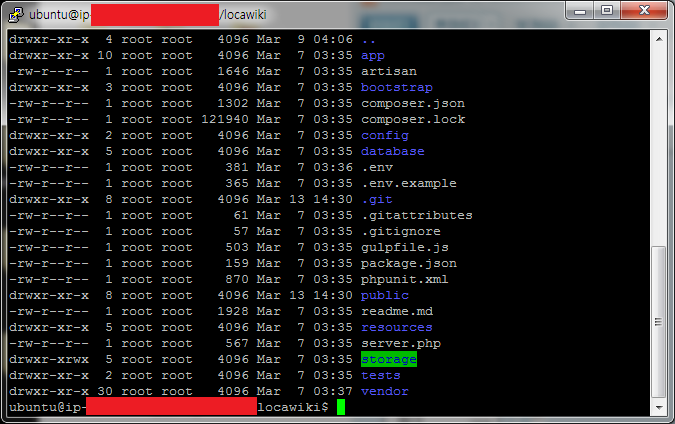 ubuntu@ip-/locawiki
drwxr-xr-x 4 root root 4096 Mar 9 04:06 ..
drwxr-xr-x 10 root root 4096 Mar 7 03:35 app
-rw-r--r-- 1 root root 1646 Mar 7 03:35 artisan
drwxr-xr-x 3 root root 4096 Mar 7 03:35 bootstrap
-rw-r--r-- 1 root root 1302 Mar 7 03:35 composer.json
-rw-r--r-- 1 root root 121940 Mar 7 03:35 composer.lock
drwxr-xr-x 2 root root 4096 Mar 7 03:35 config
drwxr-xr-x 5 root root 4096 Mar 7 03:35 database
-rw-r--r-- 1 root root 381 Mar 7 03:36 .env
-rw-r--r-- 1 root root 365 Mar 7 03:35 .env.example
drwxr-xr-x 8 root root 4096 Mar 13 14:30 .git
-rw-r--r-- 1 root root 61 Mar 7 03:35 .gitattributes
-rw-r--r-- 1 root root 57 Mar 7 03:35 .gitignore
-rw-r--r-- 1 root root 503 Mar 7 03:35 gulpfile.js
-rw-r--r-- 1 root root 159 Mar 7 03:35 package.json
-rw-r--r-- 1 root root 870 Mar 7 03:35 phpunit.xml
drwxr-xr-x 8 root root 4096 Mar 13 14:30 public
-rw-r--r-- 1 root root 1928 Mar 7 03:35 readme.md
drwxr-xr-x 5 root root 4096 Mar 7 03:35 resources
-rw-r--r-- 1 root root 567 Mar 7 03:35 server.php
drwxr-xrwx 5 root root 4096 Mar 7 03:35 storage
drwxr-xr-x 2 root root 4096 Mar 7 03:35 tests
drwxr-xr-x 30 root root 4096 Mar 7 03:37 vendor
ubuntu@ip-locawiki$